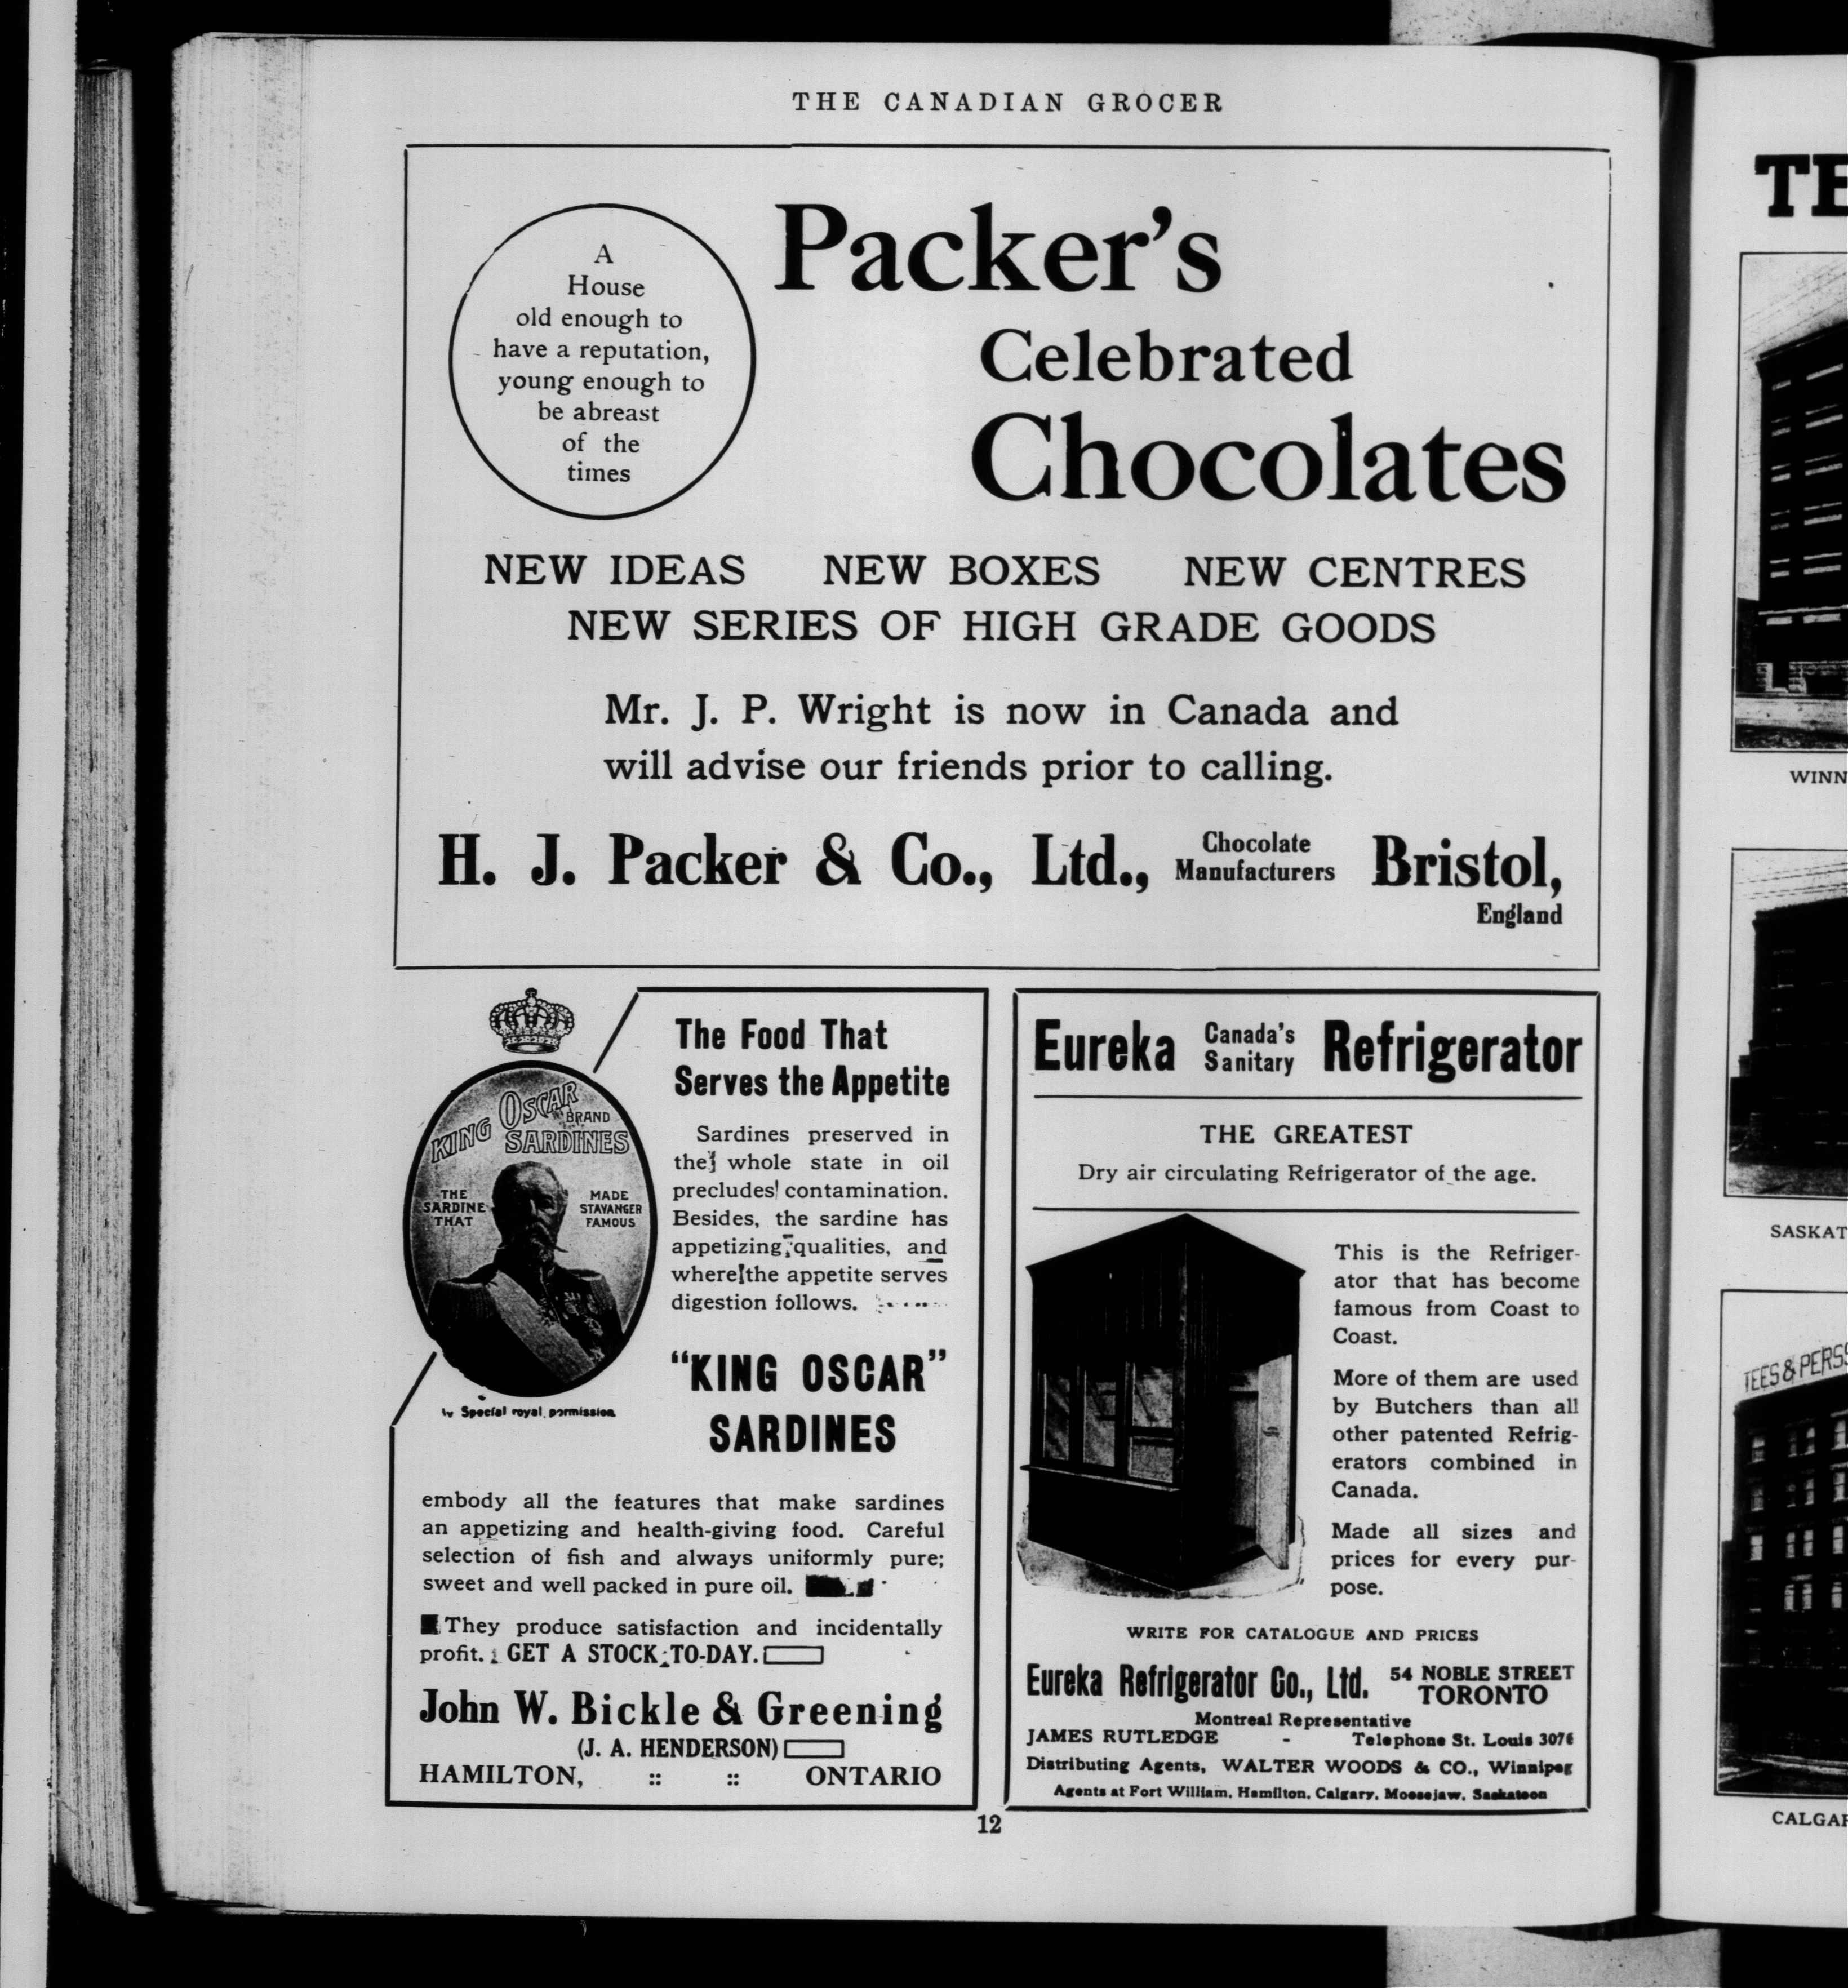 THE CANADIAN GROCER
A
House
old enough to
have a reputation,
young enough to
be abreast
of the
times
Packer's
Celebrated
Chocolates
NEW IDEAS NEW BOXES NEW CENTRES
NEW SERIES OF HIGH GRADE GOODS
Mr. J. P. Wright is now in Canada and
will advise our friends prior to calling.
H. J. Packer & Co., Ltd., Chocolate Manufacturers Bristol,
England
KING OSCAR BRAND
SARDINES
THE
SARDINE
THAT
MADE
STAVANGER
FAMOUS
Special royal permission
The Food That
Serves the Appetite
Sardines preserved in
the whole state in oil
precludes contamination.
Besides, the sardine has
appetizing qualities, and
where the appetite serves
digestion follows.
"KING OSCAR"
SARDINES
embody all the features that make sardines
an appetizing and health-giving food. Careful
selection of fish and always uniformly pure;
sweet and well packed in pure oil.
They produce satisfaction and incidentally
profit. GET A STOCK TO-DAY.
John W. Bickle & Greening
(J. A. HENDERSON)
HAMILTON, :: :: ONTARIO
Eureka Canada's Sanitary Refrigerator
THE GREATEST
Dry air circulating Refrigerator of the age.
This is the Refriger-
ator that has become
famous from Coast to
Coast.
More of them are used
by Butchers than all
other patented Refrig-
erators combined in
Canada.
Made all sizes and
prices for every pur-
pose.
WRITE FOR CATALOGUE AND PRICES
Eureka Refrigerator Co., Ltd. 54 NOBLE STREET
TORONTO
Montreal Representative
JAMES RUTLEDGE - Telephone St. Louis 3076
Distributing Agents, WALTER WOODS & CO., Winnipeg
Agents at Fort William, Hamilton, Calgary, Moosejaw, Saskatoon
12
TE
WINN
SASKAT
TEES & PERSS
CALGAR